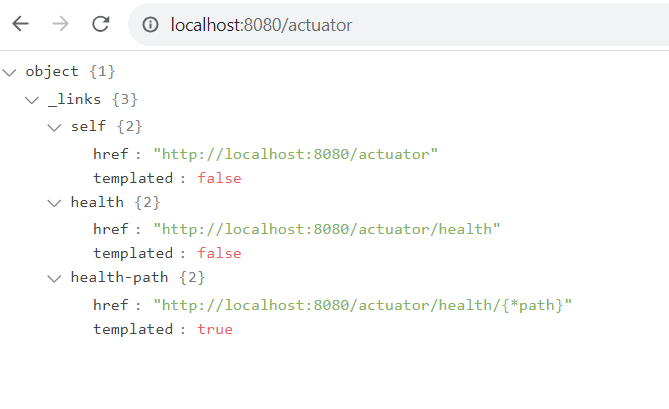 localhost:8080/actuator
object {1}
_links {3}
self {2}
href : "http://localhost:8080/actuator"
templated : false
health {2}
href : "http://localhost:8080/actuator/health"
templated : false
health-path {2}
href : "http://localhost:8080/actuator/health/{*path}"
templated : true